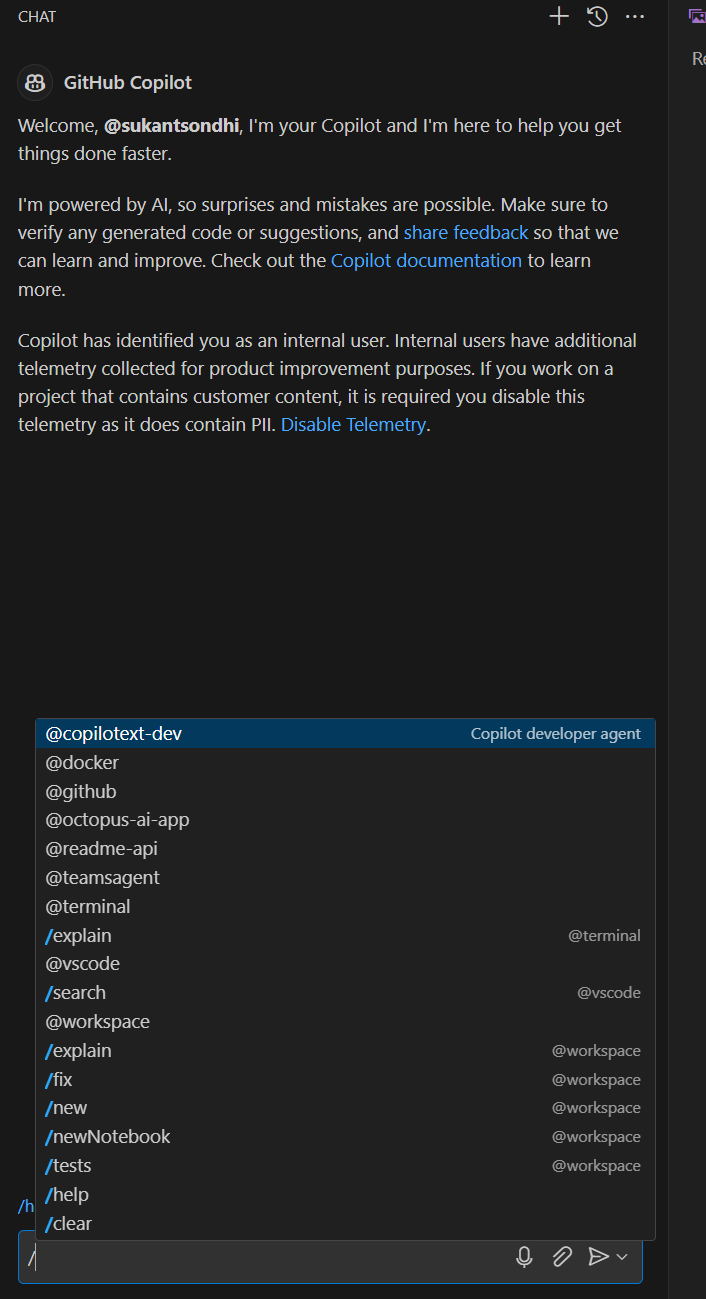 CHAT
Re
GitHub Copilot
Welcome, @sukantsondhi, I'm your Copilot and I'm here to help you get
things done faster.
I'm powered by AI, so surprises and mistakes are possible. Make sure to
verify any generated code or suggestions, and share feedback so that we
can learn and improve. Check out the Copilot documentation to learn
more.
Copilot has identified you as an internal user. Internal users have additional
telemetry collected for product improvement purposes. If you work on a
project that contains customer content, it is required you disable this
telemetry as it does contain PII. Disable Telemetry.
@copilotext-dev Copilot developer agent
@docker
@github
@octopus-ai-app
@readme-api
@teamsagent
@terminal
/explain @terminal
@vscode
/search @vscode
@workspace
/explain @workspace
/fix @workspace
/new @workspace
/newNotebook @workspace
/tests @workspace
/help
/clear
/h
/